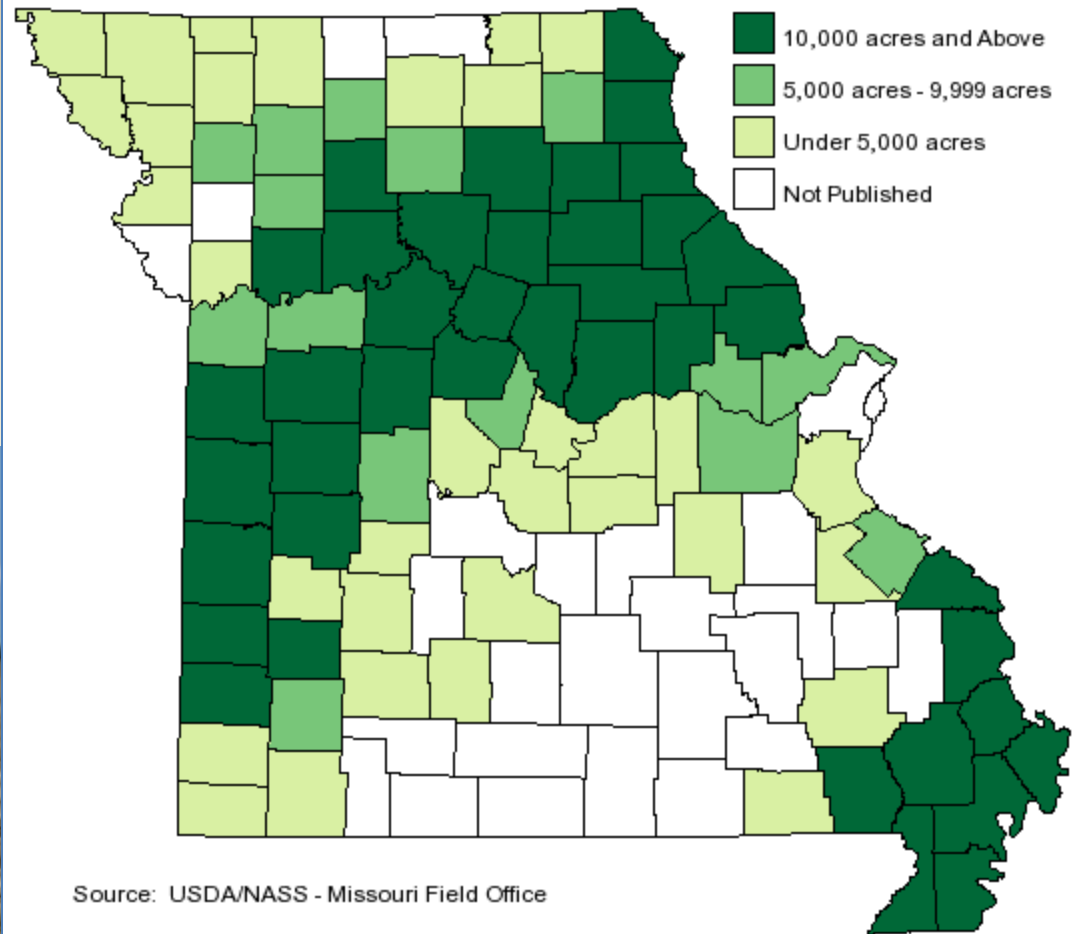 10,000 acres and Above
5,000 acres - 9,999 acres
Under 5,000 acres
Not Published
Source:  USDA/NASS - Missouri Field Office